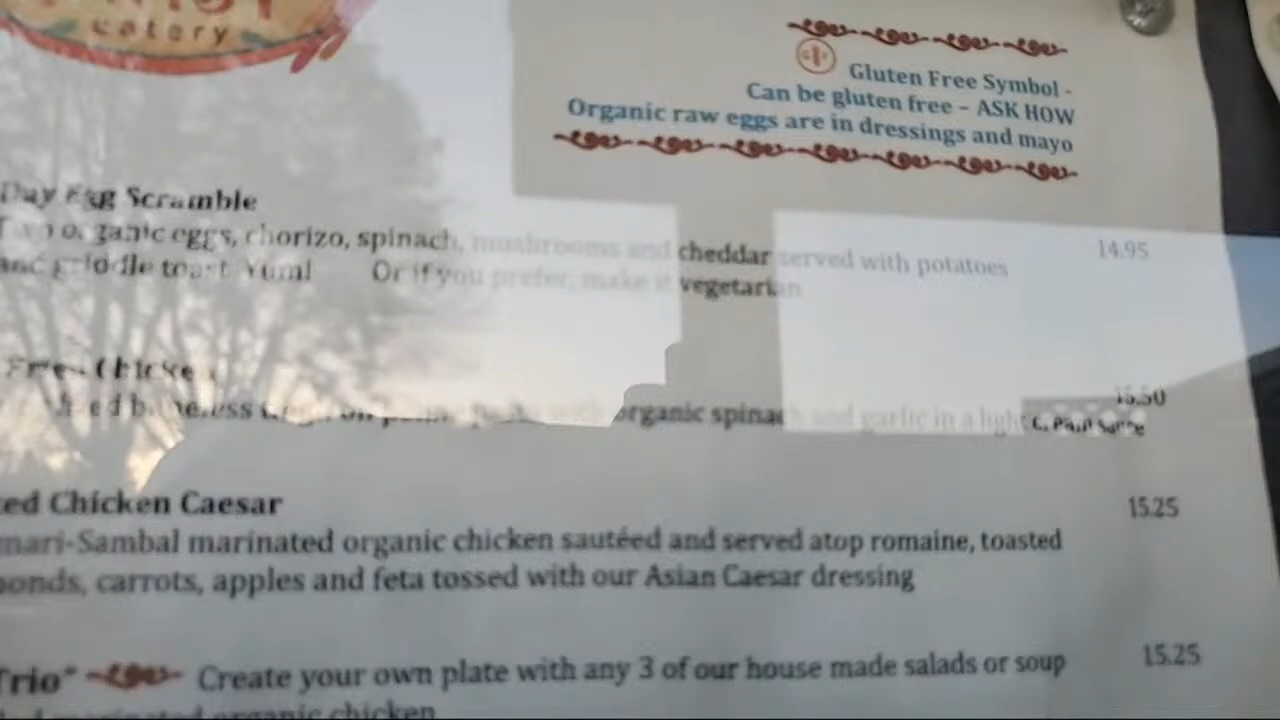 eatery
Gluten Free Symbol -
Can be gluten free – ASK HOW
Organic raw eggs are in dressings and mayo
Day Egg Scramble
organic eggs, chorizo, spinach, mushrooms and cheddar served with potatoes 14.95
and griddle toast. Yum! Or if you prefer, make it vegetarian
Chicken 15.50
with organic spinach and garlic in a light
ed Chicken Caesar 15.25
mari-Sambal marinated organic chicken sautéed and served atop romaine, toasted
onds, carrots, apples and feta tossed with our Asian Caesar dressing
Trio* Create your own plate with any 3 of our house made salads or soup 15.25
marinated organic chicken